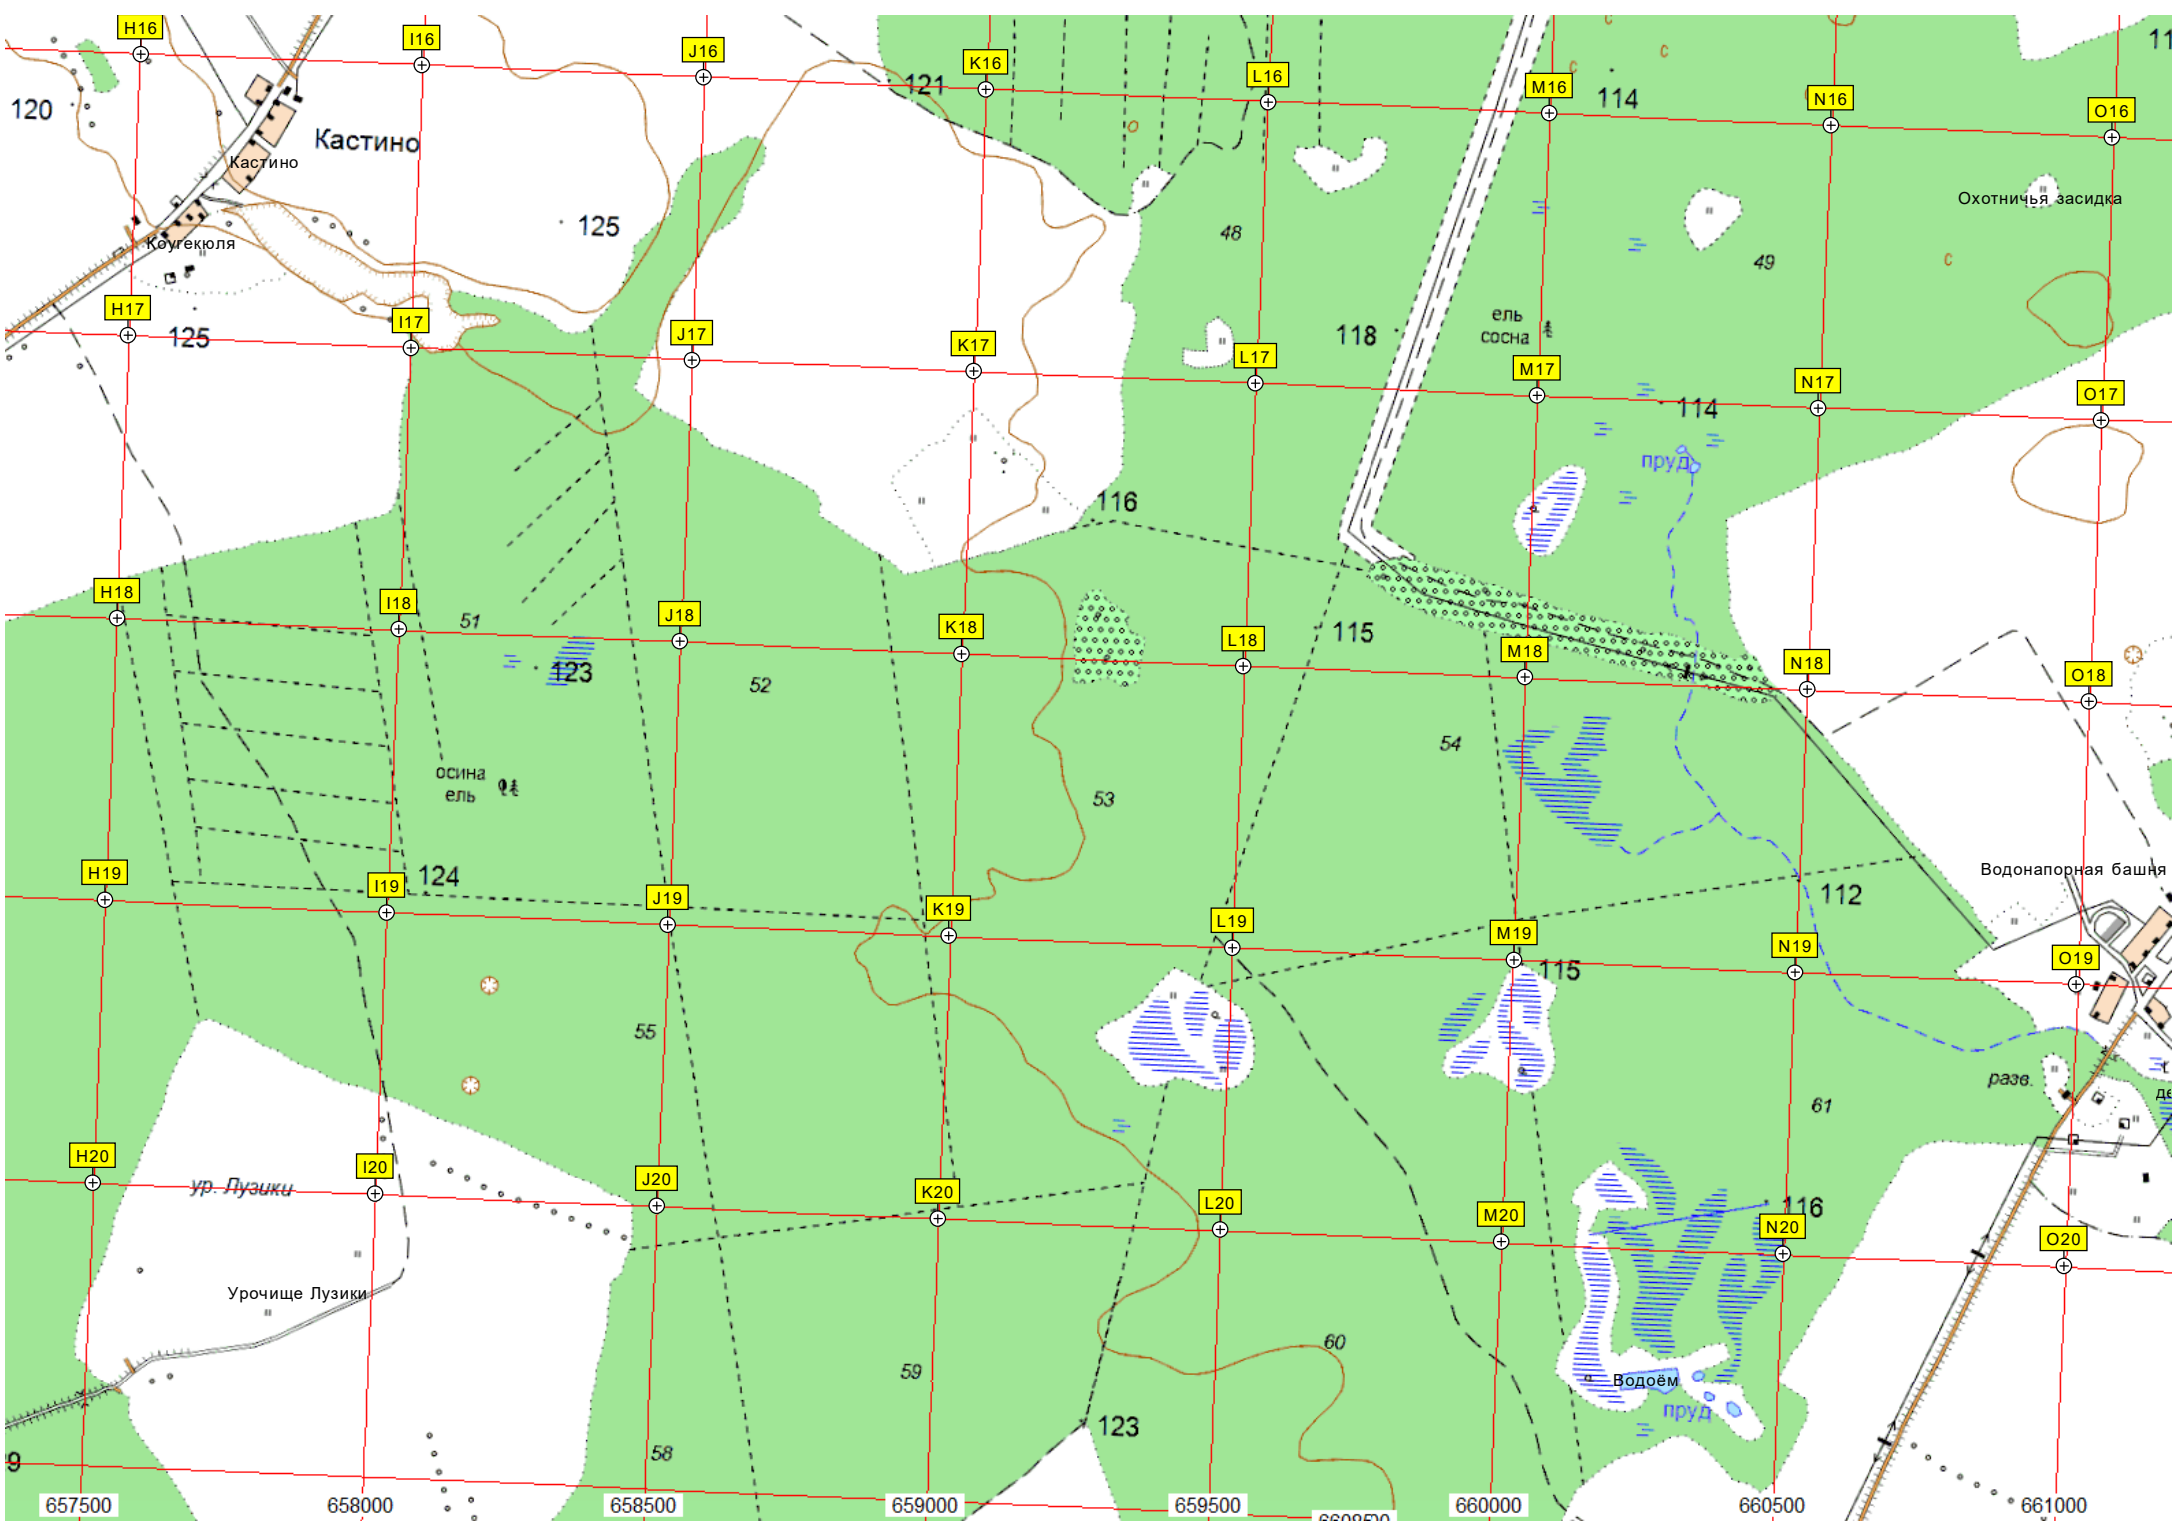 H16
I16
J16
K16
L16
M16
N16
O16
120
Кастино
Кастино
121
114
Охотничья засидка
125
Коугекюля
48
49
с
с
с
о
H17
I17
J17
K17
L17
M17
N17
O17
125
118
ель
сосна
114
пруд
116
H18
I18
J18
K18
L18
M18
N18
O18
51
123
52
115
54
53
осина
ель
H19
I19
J19
K19
L19
M19
N19
O19
124
112
115
Водонапорная башня
55
разв.
61
H20
I20
J20
K20
L20
M20
N20
O20
ур. Лузики
116
Урочище Лузики
60
59
Водоём
пруд
123
58
9
657500
658000
658500
659000
659500
660000
660500
661000